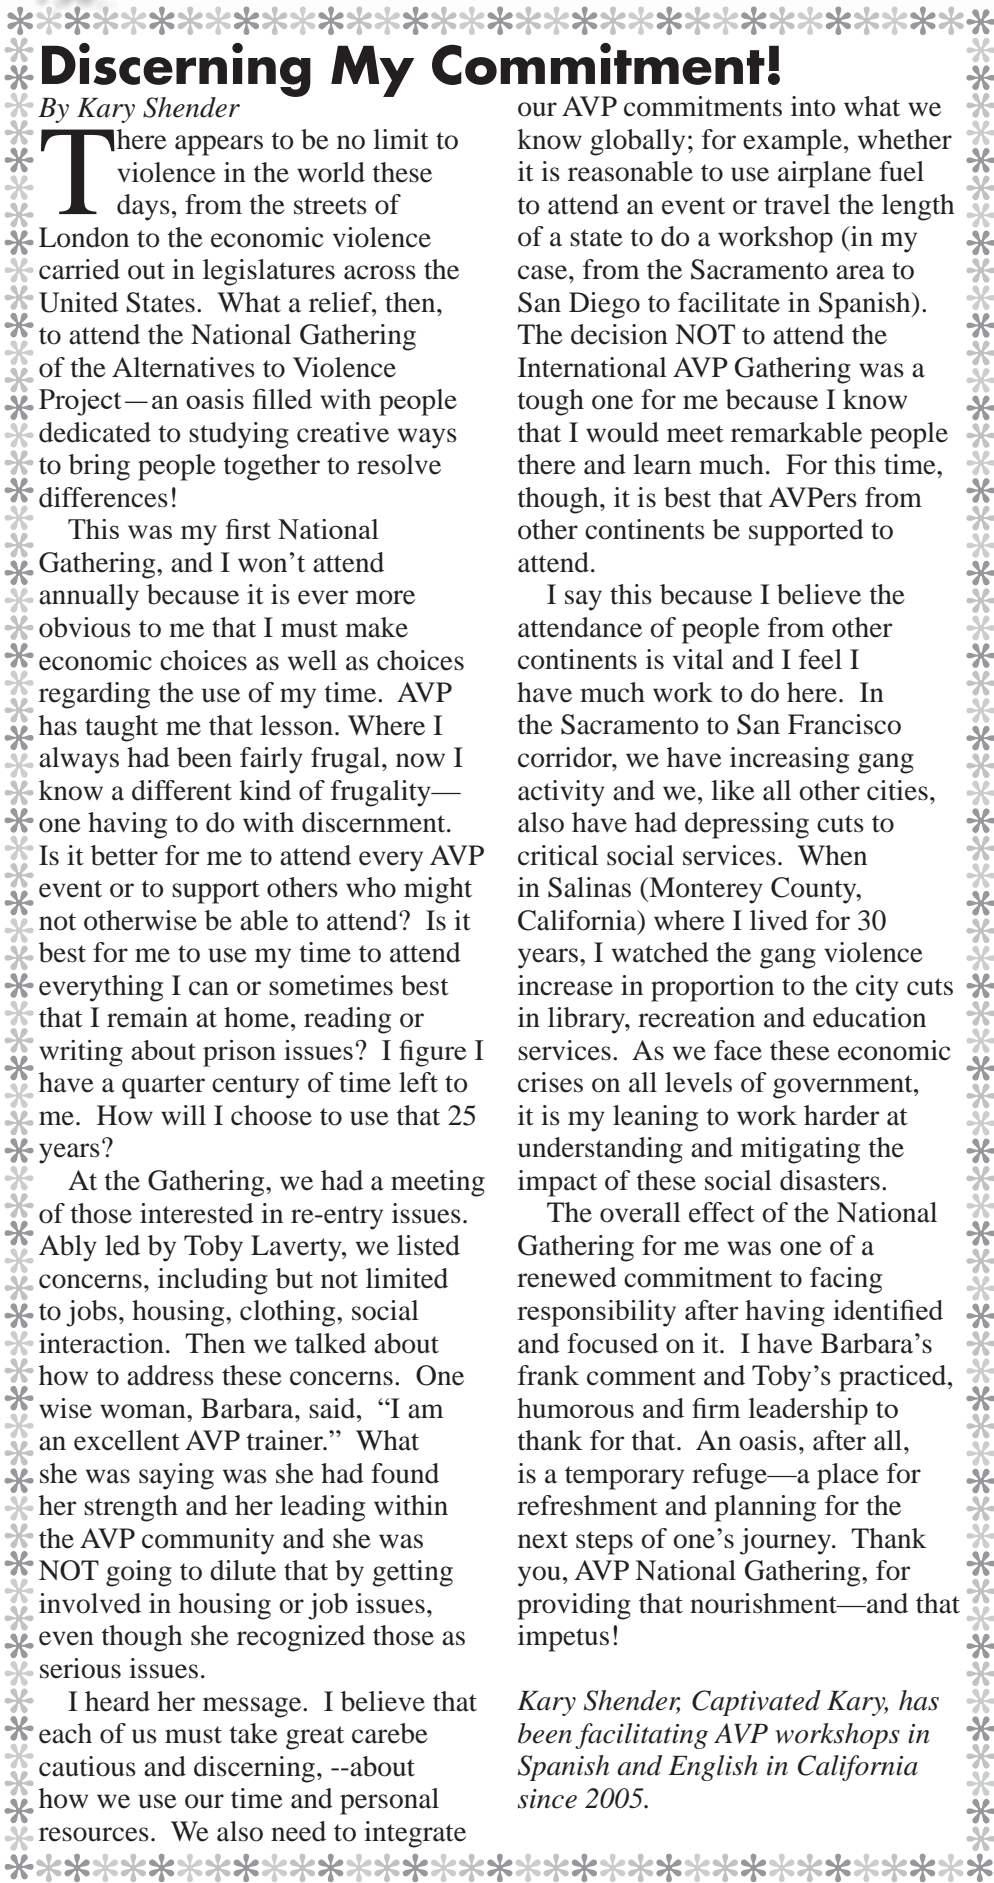 Discerning My Commitment!
By Kary Shender
There appears to be no limit to
violence in the world these
days, from the streets of
London to the economic violence
carried out in legislatures across the
United States.  What a relief, then,
to attend the National Gathering
of the Alternatives to Violence
Project—an oasis filled with people
dedicated to studying creative ways
to bring people together to resolve
differences!
This was my first National
Gathering, and I won’t attend
annually because it is ever more
obvious to me that I must make
economic choices as well as choices
regarding the use of my time.  AVP
has taught me that lesson. Where I
always had been fairly frugal, now I
know a different kind of frugality—
one having to do with discernment.
Is it better for me to attend every AVP
event or to support others who might
not otherwise be able to attend?  Is it
best for me to use my time to attend
everything I can or sometimes best
that I remain at home, reading or
writing about prison issues?  I figure I
have a quarter century of time left to
me.  How will I choose to use that 25
years?
At the Gathering, we had a meeting
of those interested in re-entry issues.
Ably led by Toby Laverty, we listed
concerns, including but not limited
to jobs, housing, clothing, social
interaction.  Then we talked about
how to address these concerns.  One
wise woman, Barbara, said,  “I am
an excellent AVP trainer.”  What
she was saying was she had found
her strength and her leading within
the AVP community and she was
NOT going to dilute that by getting
involved in housing or job issues,
even though she recognized those as
serious issues.
I heard her message.  I believe that
each of us must take great carebe
cautious and discerning, --about
how we use our time and personal
resources.  We also need to integrate
our AVP commitments into what we
know globally; for example, whether
it is reasonable to use airplane fuel
to attend an event or travel the length
of a state to do a workshop (in my
case, from the Sacramento area to
San Diego to facilitate in Spanish).
The decision NOT to attend the
International AVP Gathering was a
tough one for me because I know
that I would meet remarkable people
there and learn much.  For this time,
though, it is best that AVPers from
other continents be supported to
attend.
I say this because I believe the
attendance of people from other
continents is vital and I feel I
have much work to do here.  In
the Sacramento to San Francisco
corridor, we have increasing gang
activity and we, like all other cities,
also have had depressing cuts to
critical social services.  When
in Salinas (Monterey County,
California) where I lived for 30
years, I watched the gang violence
increase in proportion to the city cuts
in library, recreation and education
services.  As we face these economic
crises on all levels of government,
it is my leaning to work harder at
understanding and mitigating the
impact of these social disasters.
The overall effect of the National
Gathering for me was one of a
renewed commitment to facing
responsibility after having identified
and focused on it.  I have Barbara’s
frank comment and Toby’s practiced,
humorous and firm leadership to
thank for that.  An oasis, after all,
is a temporary refuge—a place for
refreshment and planning for the
next steps of one’s journey.  Thank
you, AVP National Gathering, for
providing that nourishment—and that
impetus!
Kary Shender, Captivated Kary, has
been facilitating AVP workshops in
Spanish and English in California
since 2005.